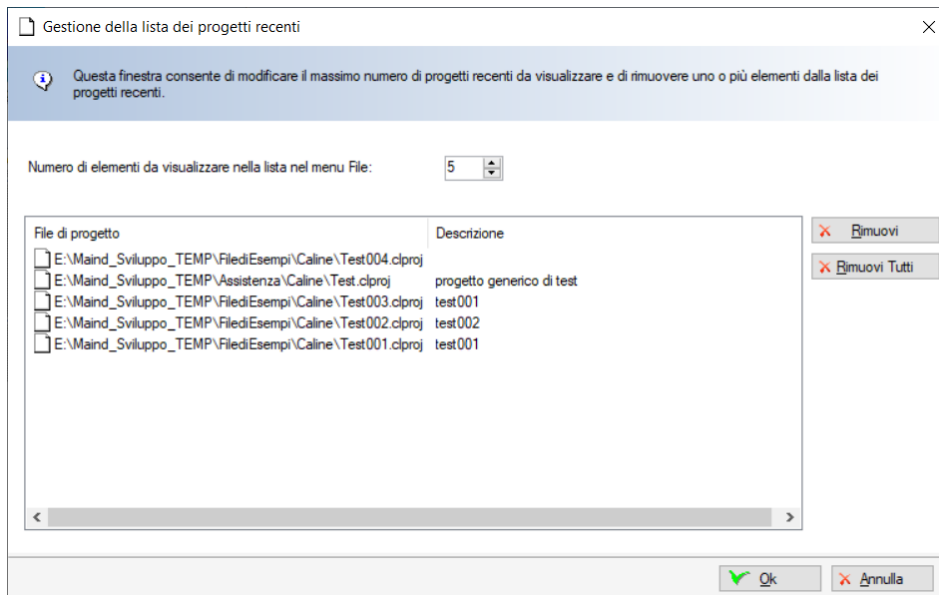 Gestione della lista dei progetti recenti
Questa finestra consente di modificare il massimo numero di progetti recenti da visualizzare e di rimuovere uno o più elementi dalla lista dei
progetti recenti.
Numero di elementi da visualizzare nella lista nel menu File: 5
File di progetto Descrizione
E:\Maind_Sviluppo_TEMP\FilediEsempi\Caline\Test004.clproj
E:\Maind_Sviluppo_TEMP\Assistenza\Caline\Test.clproj progetto generico di test
E:\Maind_Sviluppo_TEMP\FilediEsempi\Caline\Test003.clproj test001
E:\Maind_Sviluppo_TEMP\FilediEsempi\Caline\Test002.clproj test002
E:\Maind_Sviluppo_TEMP\FilediEsempi\Caline\Test001.clproj test001
Rimuovi
Rimuovi Tutti
Ok Annulla